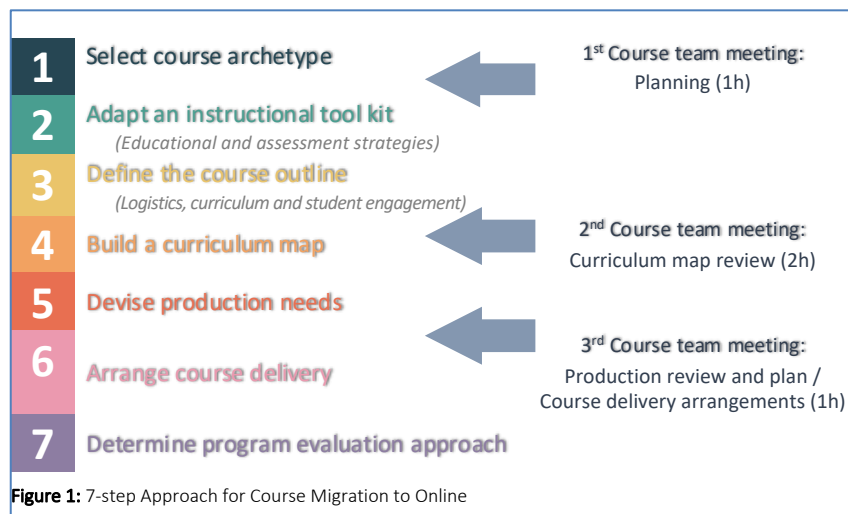 1 Select course archetype
1st Course team meeting:
Planning (1h)
2 Adapt an instructional tool kit
(Educational and assessment strategies)
3 Define the course outline
(Logistics, curriculum and student engagement)
4 Build a curriculum map
2nd Course team meeting:
Curriculum map review (2h)
5 Devise production needs
6 Arrange course delivery
3rd Course team meeting:
Production review and plan /
Course delivery arrangements (1h)
7 Determine program evaluation approach
Figure 1: 7-step Approach for Course Migration to Online